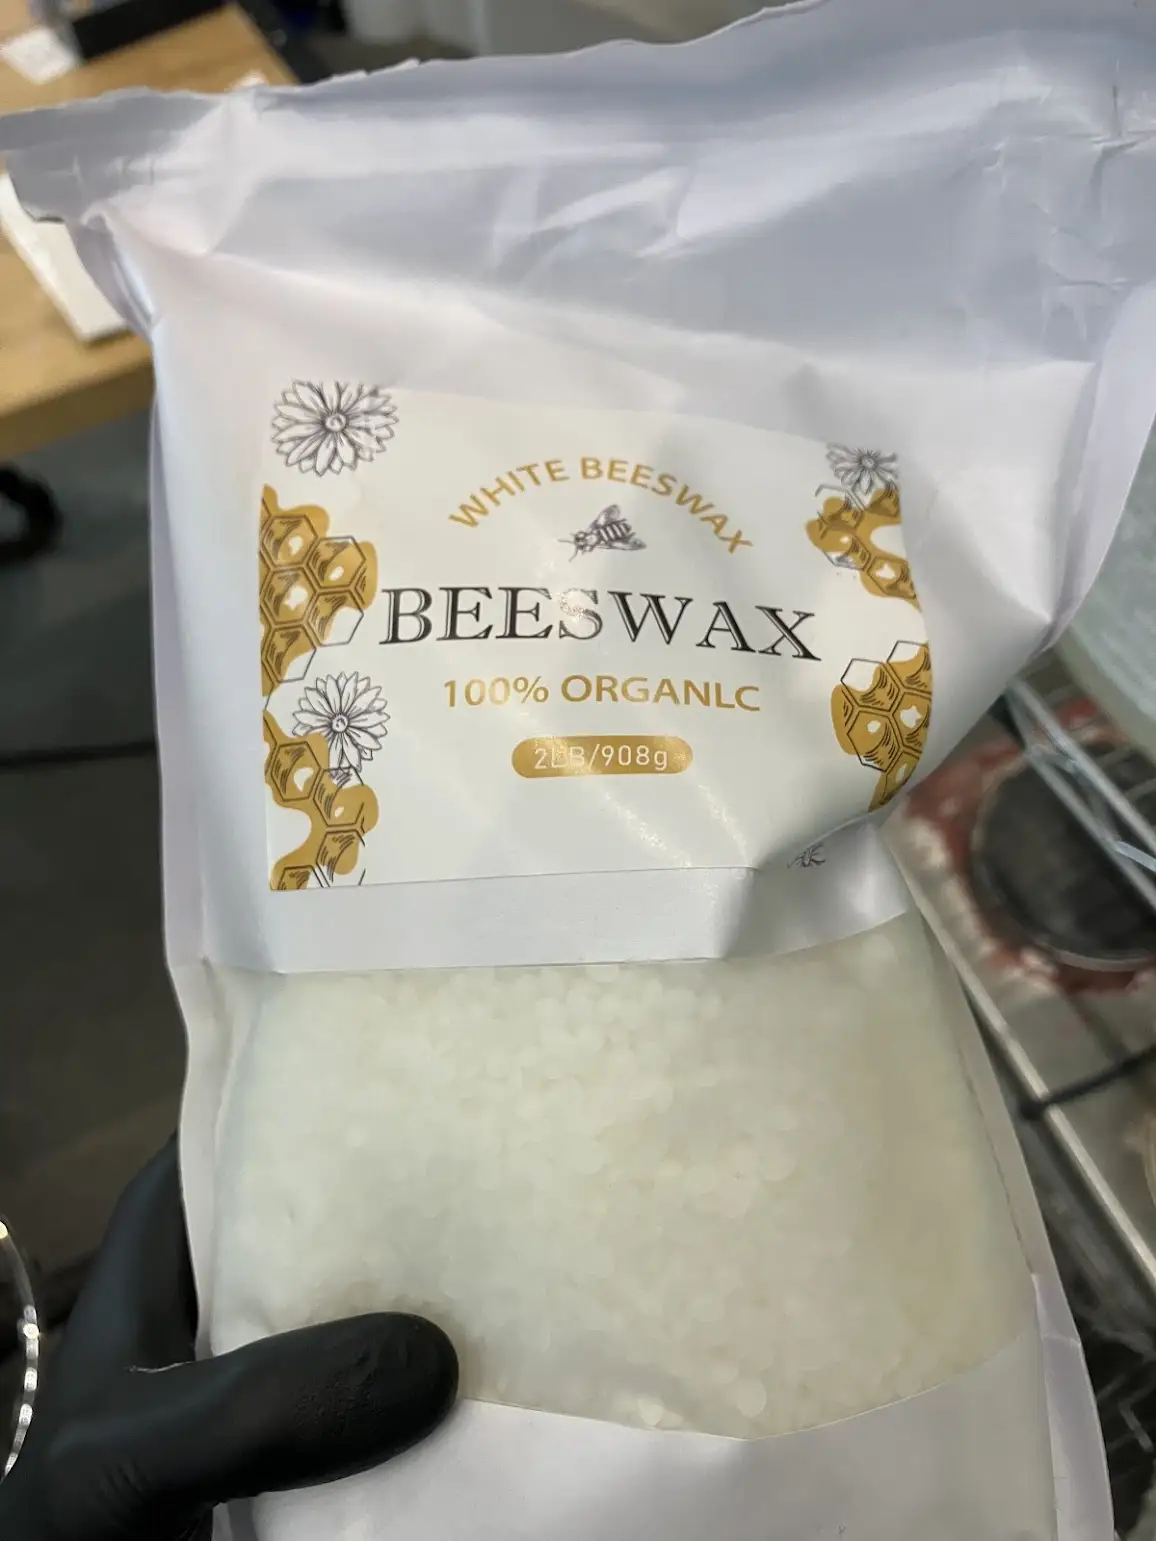 WHITE BEESWAX
BEESWAX
100% ORGANLC
2LB/908g